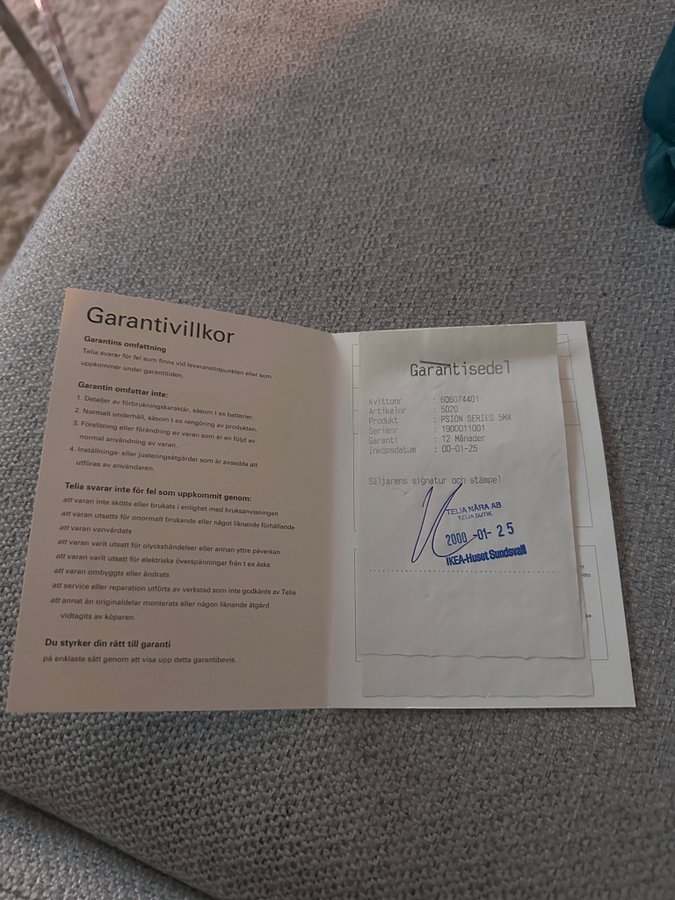 Garantivillkor
Garantins omfattning
Telia svarar för fel som finns vid leveranstidpunkten eller som
uppkommer under garantitiden.
Garantin omfattar inte:
1. Detaljer av förbrukningskaraktär, såsom t ex batterier.
2. Normalt underhåll, såsom t ex rengöring av produkten.
3. Förslitning eller förändring av varan som är en följd av
normal användning av varan.
4. Inställnings- eller justeringsåtgärder som är avsedda att
utföras av användaren.
Telia svarar inte för fel som uppkommit genom:
att varan inte skötts eller brukats i enlighet med bruksanvisningen
att varan utsatts för onormalt brukande eller något liknande förhållande
att varan vanvårdats
att varan varit utsatt för olyckshändelser eller annan yttre påverkan
att varan varit utsatt för elektriska överspänningar från t ex åska
att varan ombyggts eller ändrats
att service eller reparation utförts av verkstad som inte godkänts av Telia
att annat än originaldelar monterats eller någon liknande åtgärd
vidtagits av köparen.
Du styrker din rätt till garanti
på enklaste sätt genom att visa upp detta garantibevis.
Garantisedel
Kvittonr : 606074401
Artikelnr : 5020
Produkt : PSION SERIES 5MX
Serienr : 1900011001
Garanti : 12 Månader
Inköpsdatum : 00-01-25
Säljarens signatur och stämpel
TELIA NÄRA AB
TELIA BUTIK
2000 -01- 25
IKEA-Huset Sundsvall